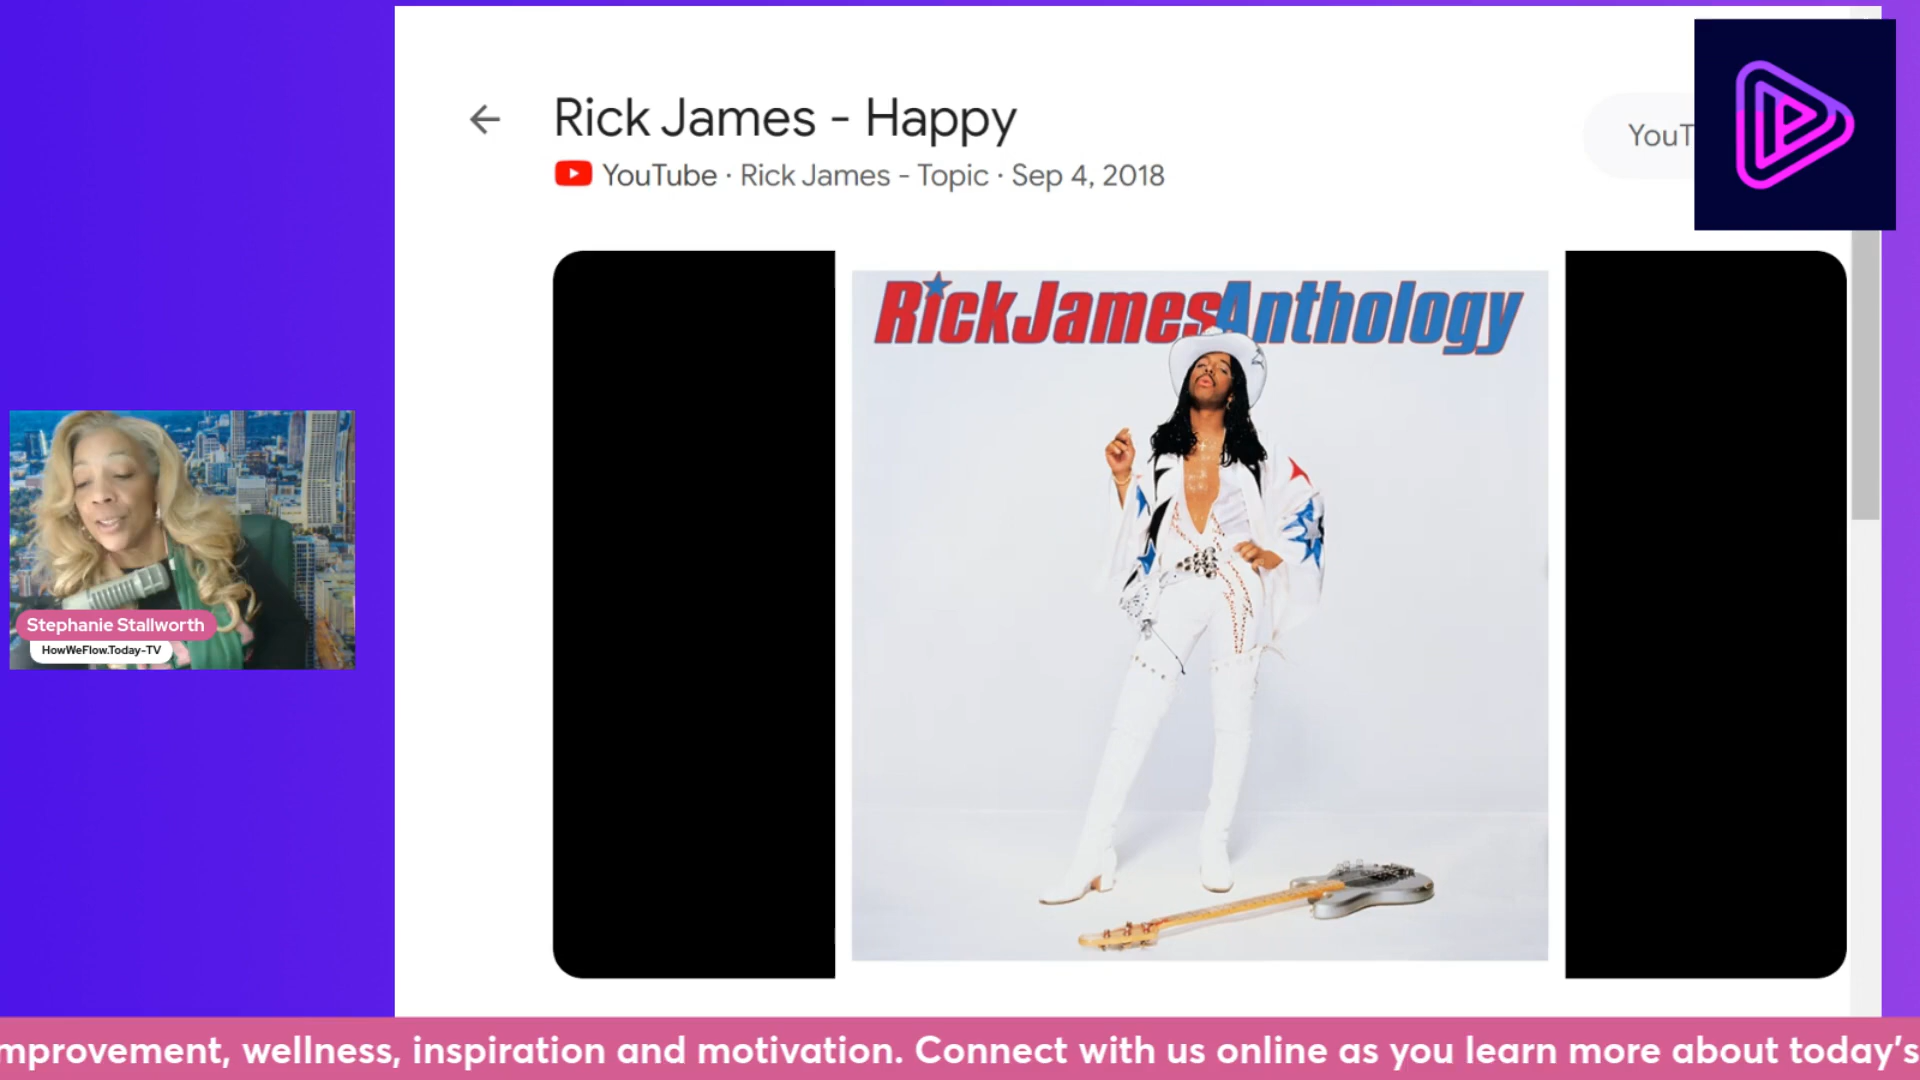 Rick James - Happy
YouTube · Rick James - Topic · Sep 4, 2018
YouT
RickJamesAnthology
Stephanie Stallworth
HowWeFlow.Today-TV
mprovement, wellness, inspiration and motivation. Connect with us online as you learn more about today's